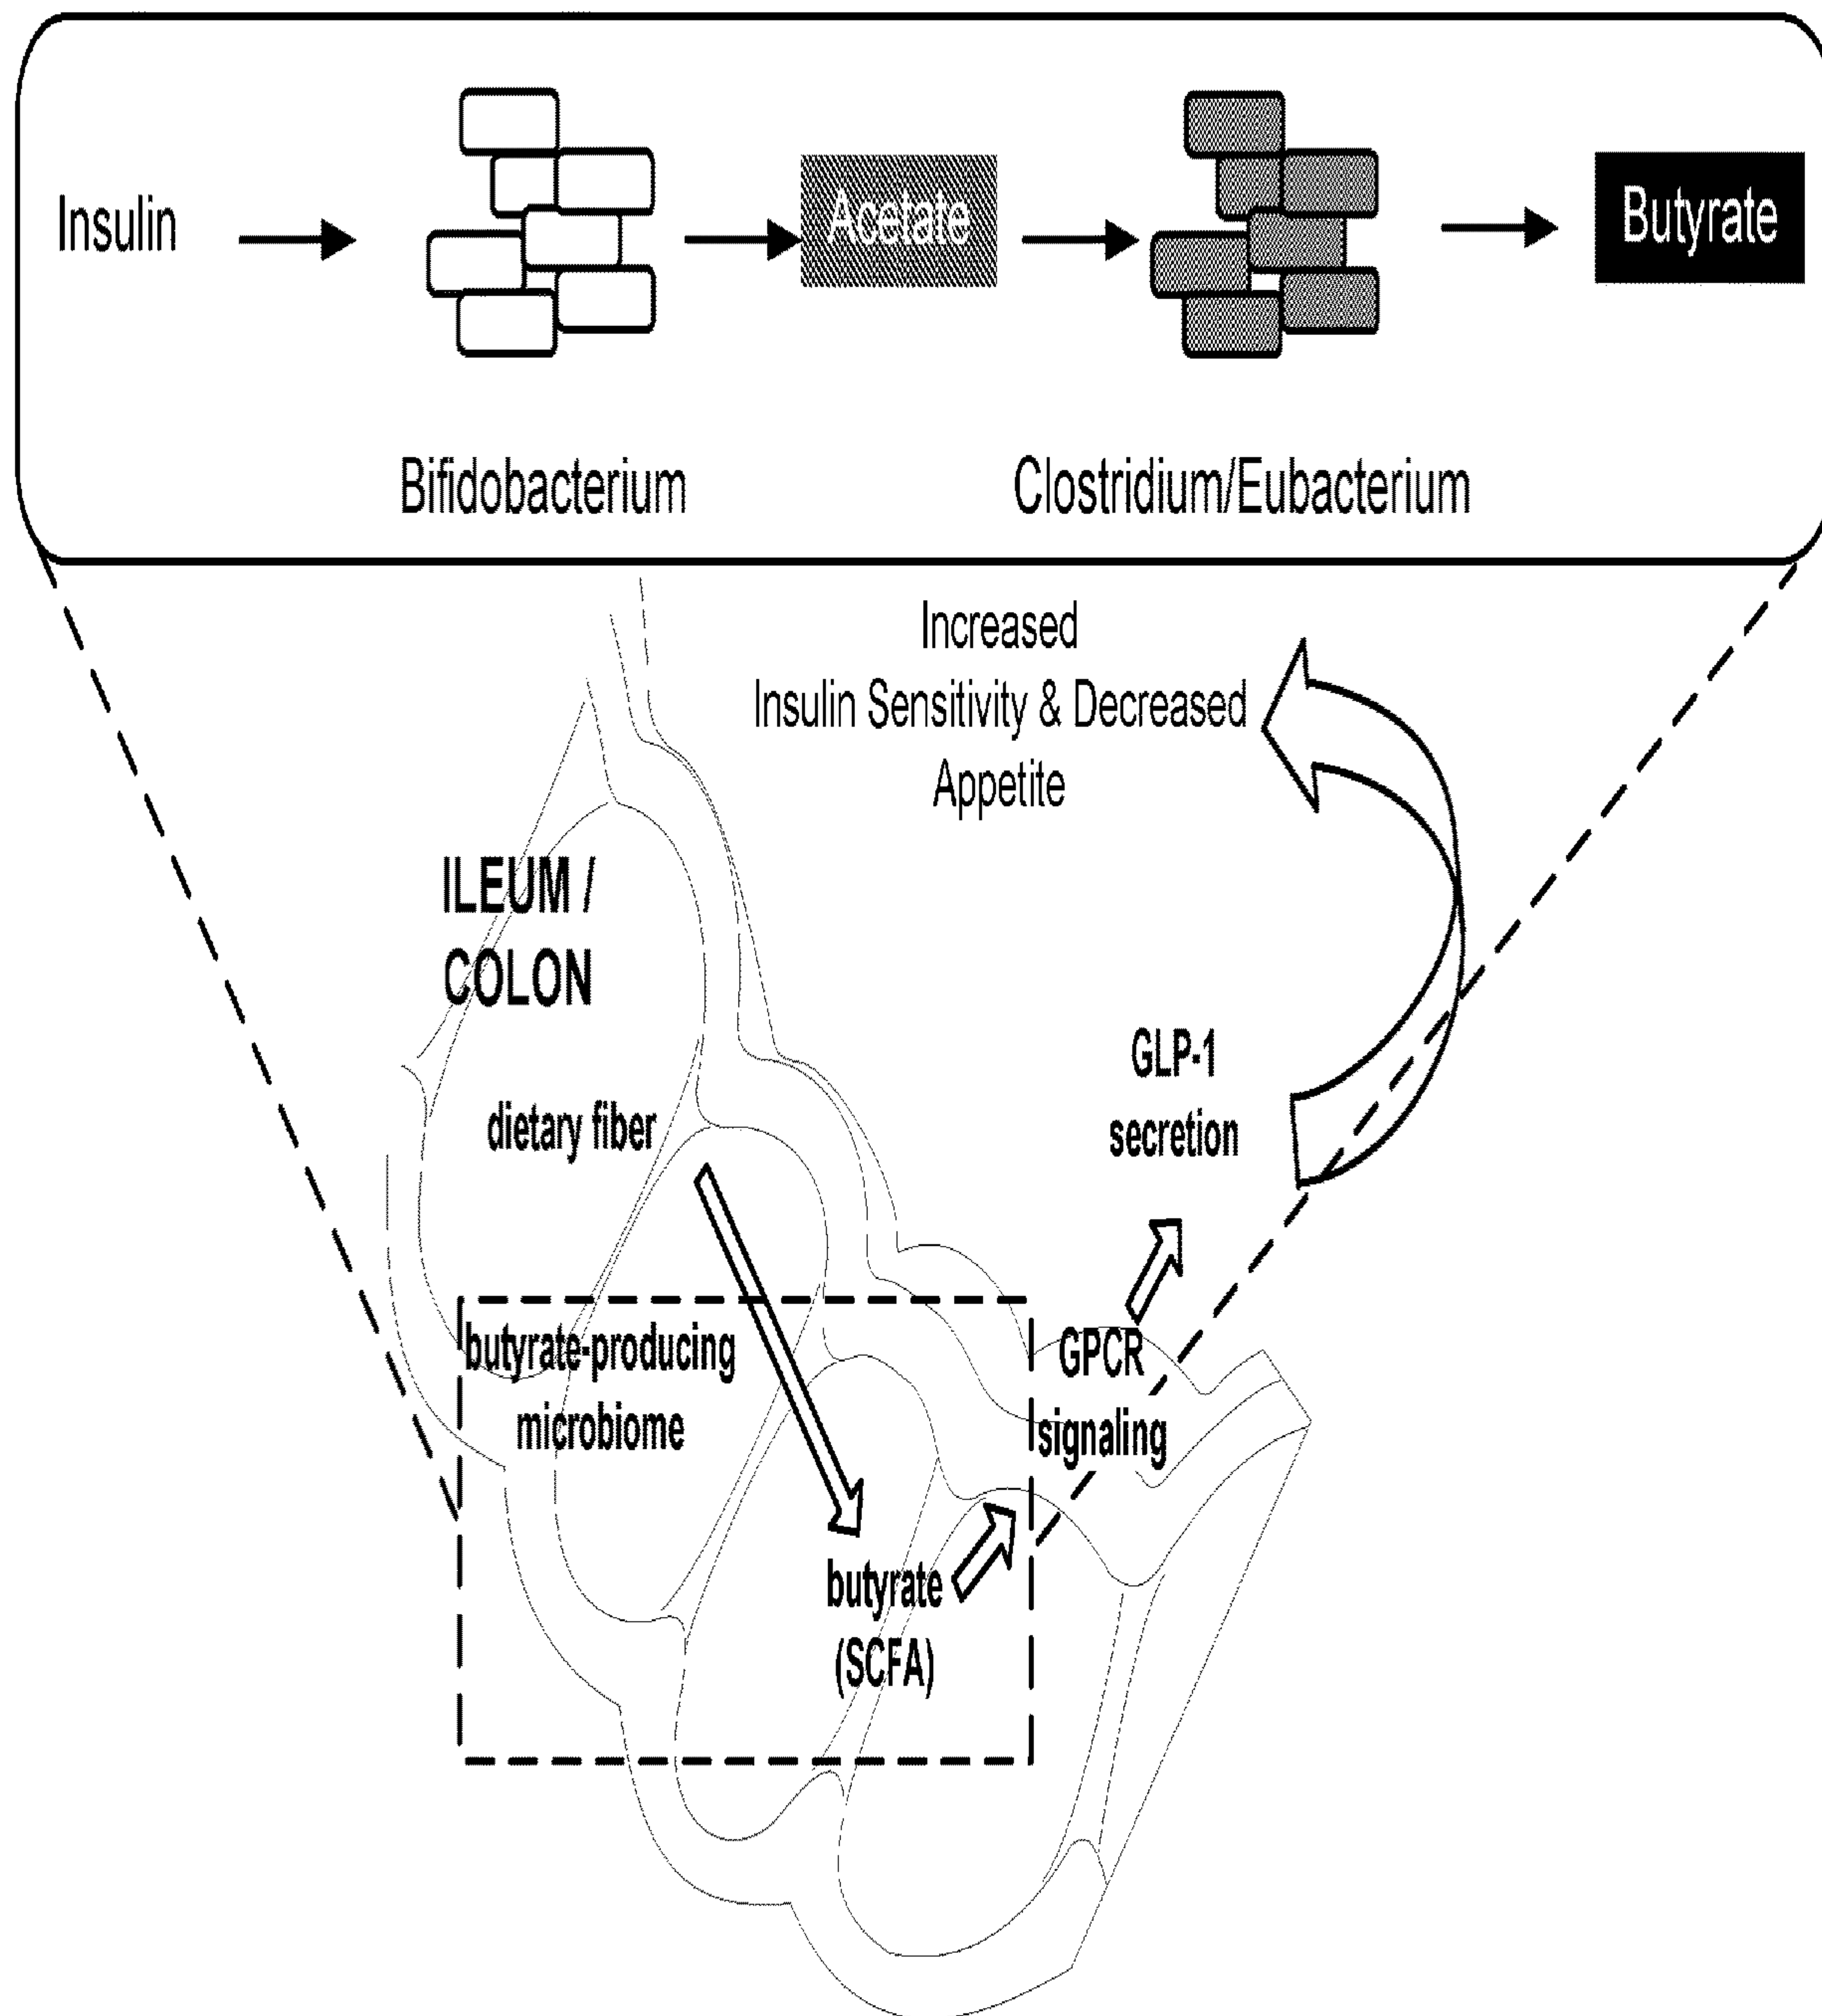 Insulin
Acetate
Butyrate
Bifidobacterium
Clostridium/Eubacterium
Increased
Insulin Sensitivity & Decreased
Appetite
ILEUM /
COLON
GLP-1
secretion
dietary fiber
butyrate-producing
microbiome
GPCR
signaling
butyrate
(SCFA)